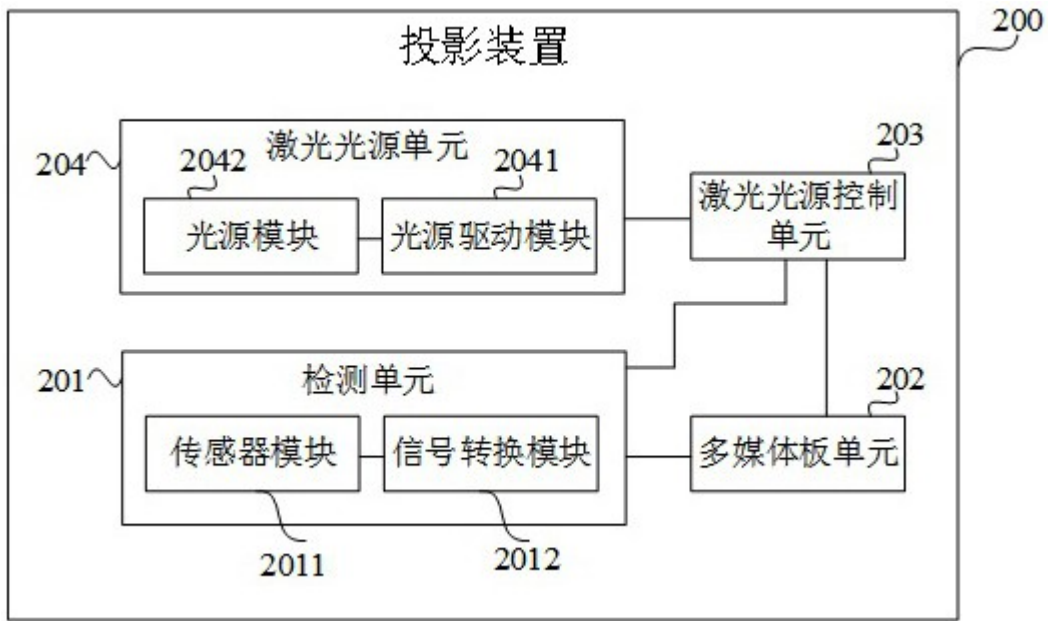 投影装置
200
激光光源单元
204
2042
2041
光源模块
光源驱动模块
203
激光光源控制
单元
检测单元
201
传感器模块
信号转换模块
2011
2012
202
多媒体板单元